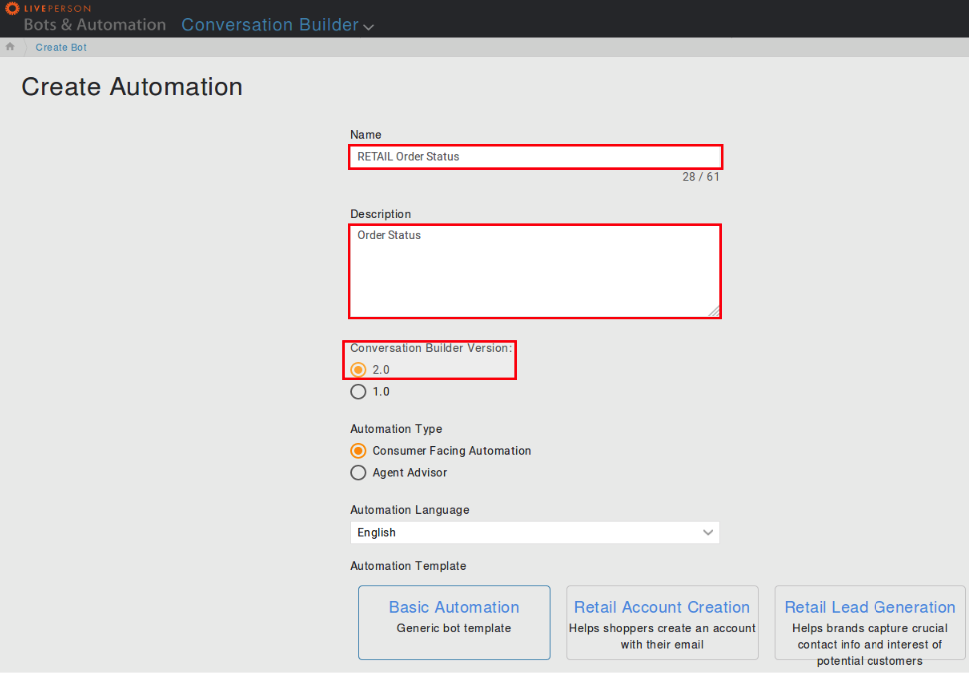 LIVEPERSON
Bots & Automation Conversation Builder
Create Bot
Create Automation
Name
RETAIL Order Status
28 / 61
Description
Order Status
Conversation Builder Version:
2.0
1.0
Automation Type
Consumer Facing Automation
Agent Advisor
Automation Language
English
Automation Template
Basic Automation
Generic bot template
Retail Account Creation
Helps shoppers create an account
with their email
Retail Lead Generation
Helps brands capture crucial
contact info and interest of
potential customers